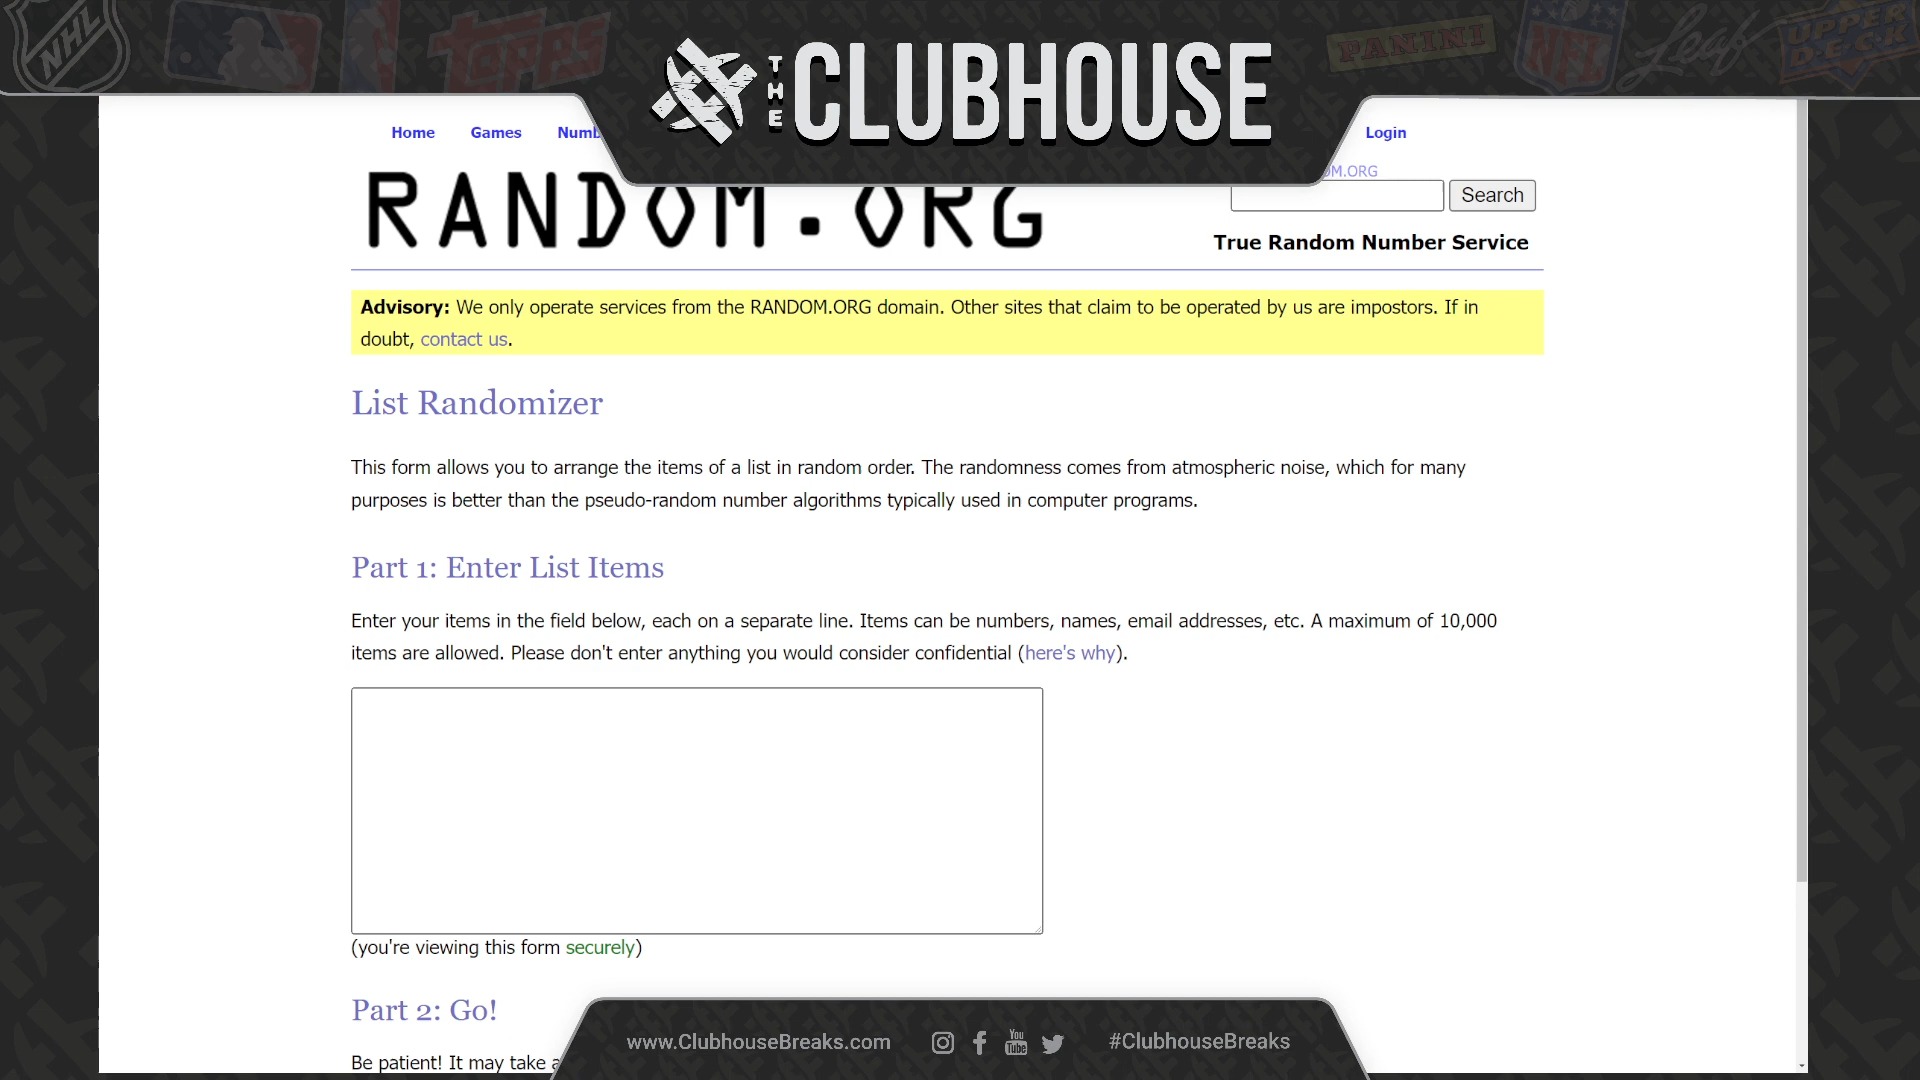 NHL
TOPPS
THE CLUBHOUSE
PANINI
NFL
Leaf
UPPER DECK
Home Games Numb Login
OM.ORG
RANDOM.ORG
Search
True Random Number Service
Advisory: We only operate services from the RANDOM.ORG domain. Other sites that claim to be operated by us are impostors. If in
doubt, contact us.
List Randomizer
This form allows you to arrange the items of a list in random order. The randomness comes from atmospheric noise, which for many
purposes is better than the pseudo-random number algorithms typically used in computer programs.
Part 1: Enter List Items
Enter your items in the field below, each on a separate line. Items can be numbers, names, email addresses, etc. A maximum of 10,000
items are allowed. Please don't enter anything you would consider confidential (here's why).
(you're viewing this form securely)
Part 2: Go!
Be patient! It may take a
www.ClubhouseBreaks.com You Tube #ClubhouseBreaks